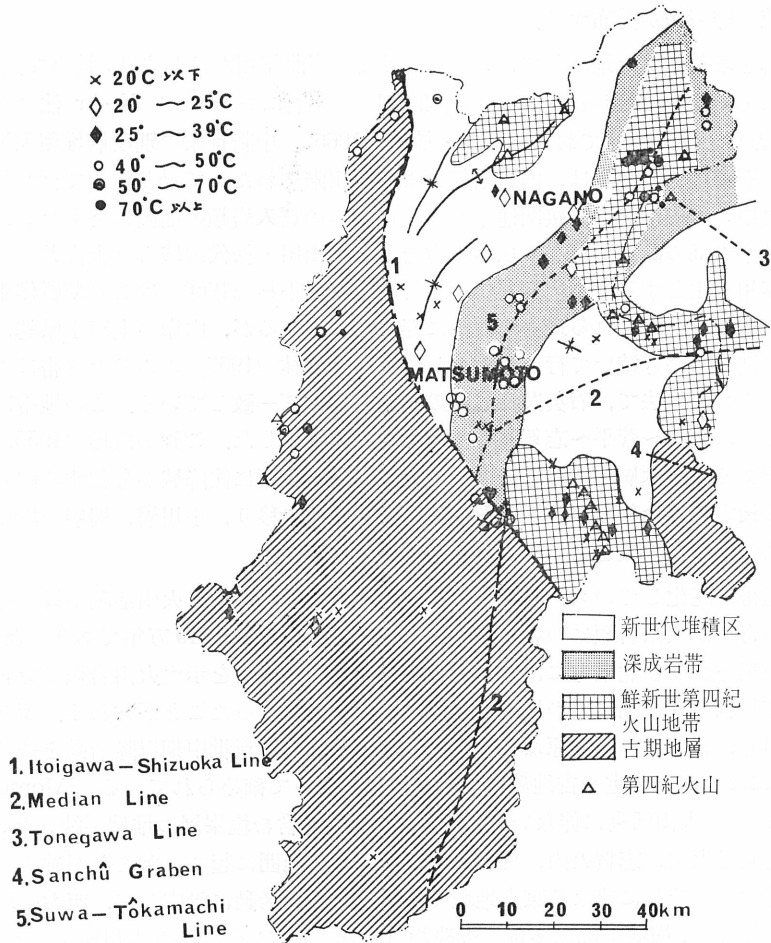 × 20°C 以下
◇ 20° ～ 25°C
◆ 25° ～ 39°C
○ 40° ～ 50°C
50° ～ 70°C
● 70°C 以上
NAGANO
3
1
5
MATSUMOTO
2
4
2
新世代堆積区
深成岩帯
鮮新世第四紀
火山地帯
古期地層
△ 第四紀火山
1. Itoigawa–Shizuoka Line
2. Median Line
3. Tonegawa Line
4. Sanchû Graben
5. Suwa–Tôkamachi
Line
0 10 20 30 40km